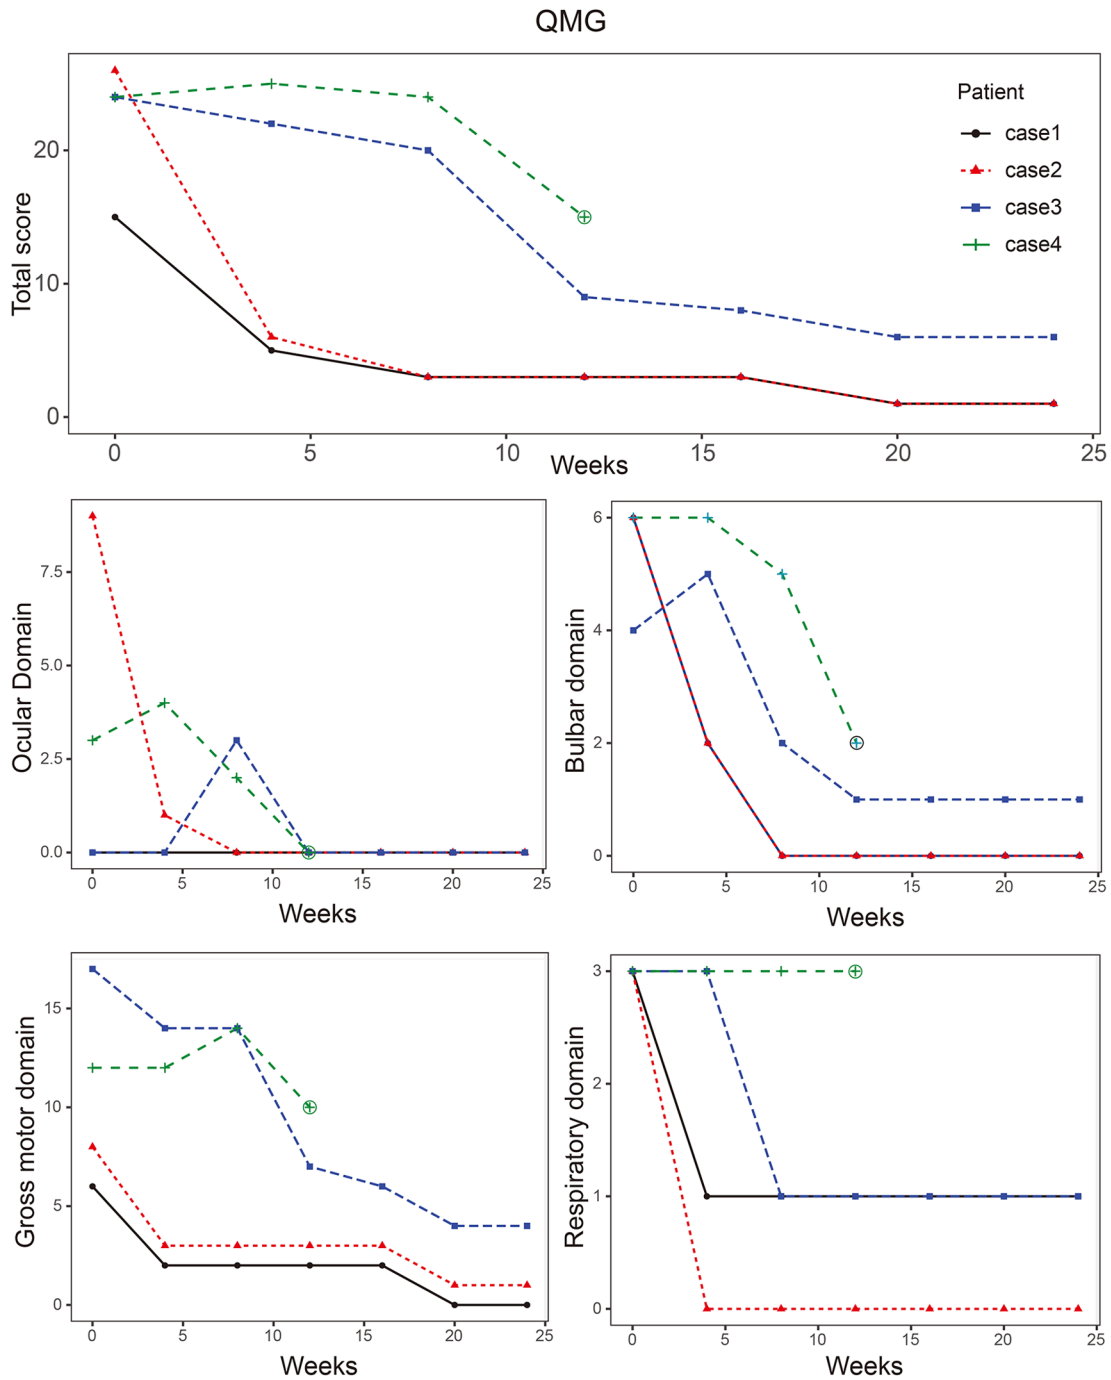 QMG
Total score
20
10
0
Patient
case1
case2
case3
case4
0 5 10 15 20 25
Weeks
Ocular Domain
7.5
5.0
2.5
0.0
0 5 10 15 20 25
Weeks
Bulbar domain
6
4
2
0
0 5 10 15 20 25
Weeks
Gross motor domain
15
10
5
0
0 5 10 15 20 25
Weeks
Respiratory domain
3
2
1
0
0 5 10 15 20 25
Weeks